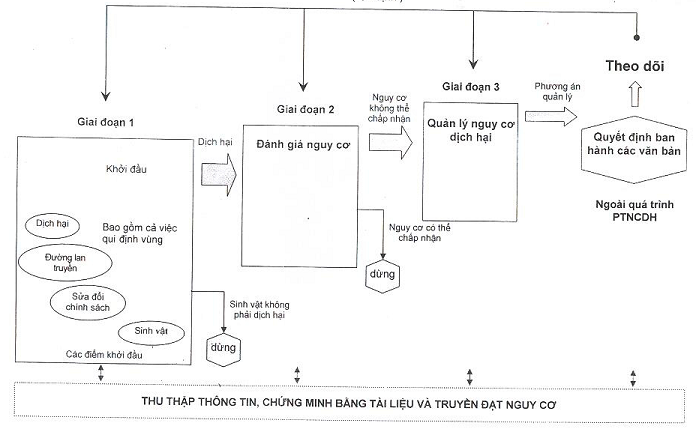 Theo dõi
Giai đoạn 3
Phương án
quản lý
Nguy cơ
không thể
chấp nhận
Giai đoạn 2
Giai đoạn 1
Quản lý nguy cơ
dịch hại
Quyết định ban
hành các văn bản
Dịch hại
Đánh giá nguy cơ
Khởi đầu
Ngoài quá trình
PTNCDH
Dịch hại
Bao gồm cả việc
qui định vùng
Nguy cơ có thể
chấp nhận
Đường lan
truyền
dừng
Sửa đổi
chính sách
Sinh vật không
phải dịch hại
Sinh vật
dừng
Các điểm khởi đầu
THU THẬP THÔNG TIN, CHỨNG MINH BẰNG TÀI LIỆU VÀ TRUYỀN ĐẠT NGUY CƠ